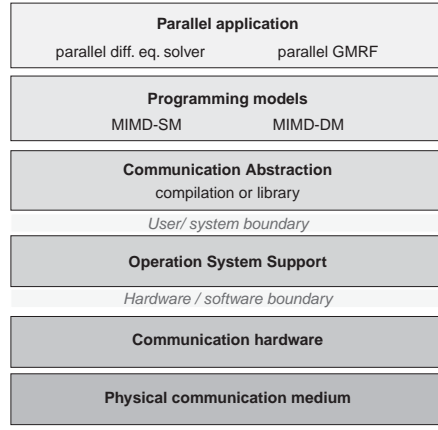 Parallel application
parallel diff. eq. solver parallel GMRF
Programming models
MIMD-SM MIMD-DM
Communication Abstraction
compilation or library
User/ system boundary
Operation System Support
Hardware / software boundary
Communication hardware
Physical communication medium